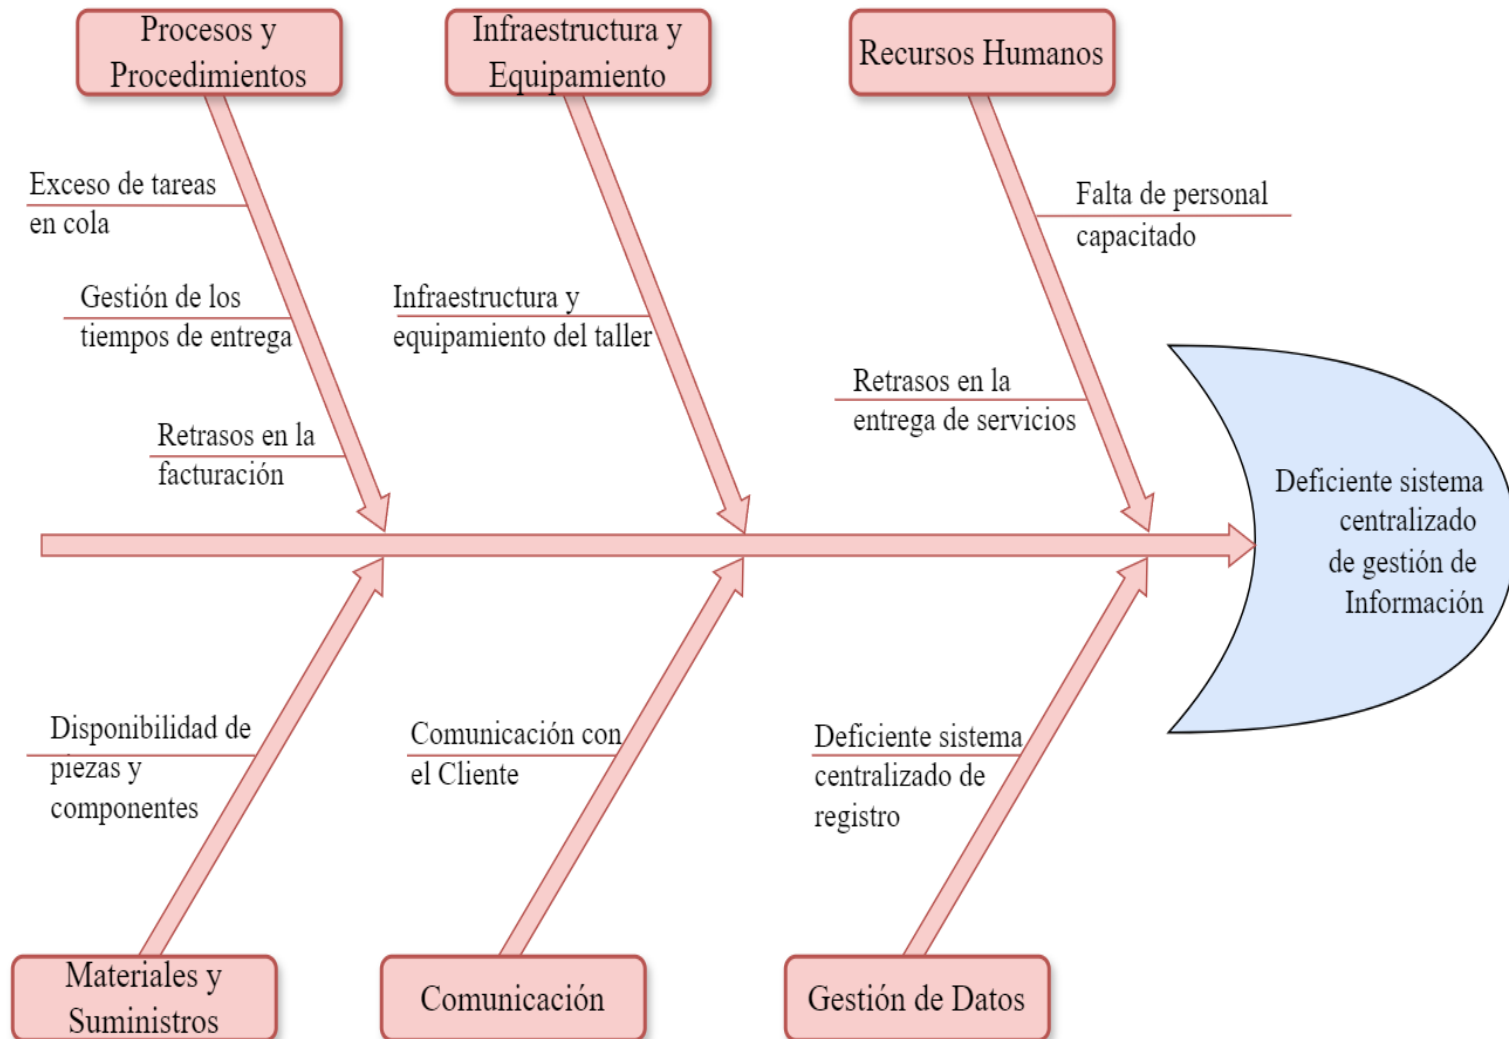 Procesos y
Procedimientos
Infraestructura y
Equipamiento
Recursos Humanos
Exceso de tareas
en cola
Gestión de los
tiempos de entrega
Retrasos en la
facturación
Infraestructura y
equipamiento del taller
Falta de personal
capacitado
Retrasos en la
entrega de servicios
Deficiente sistema
centralizado
de gestión de
Información
Disponibilidad de
piezas y
componentes
Comunicación con
el Cliente
Deficiente sistema
centralizado de
registro
Materiales y
Suministros
Comunicación
Gestión de Datos